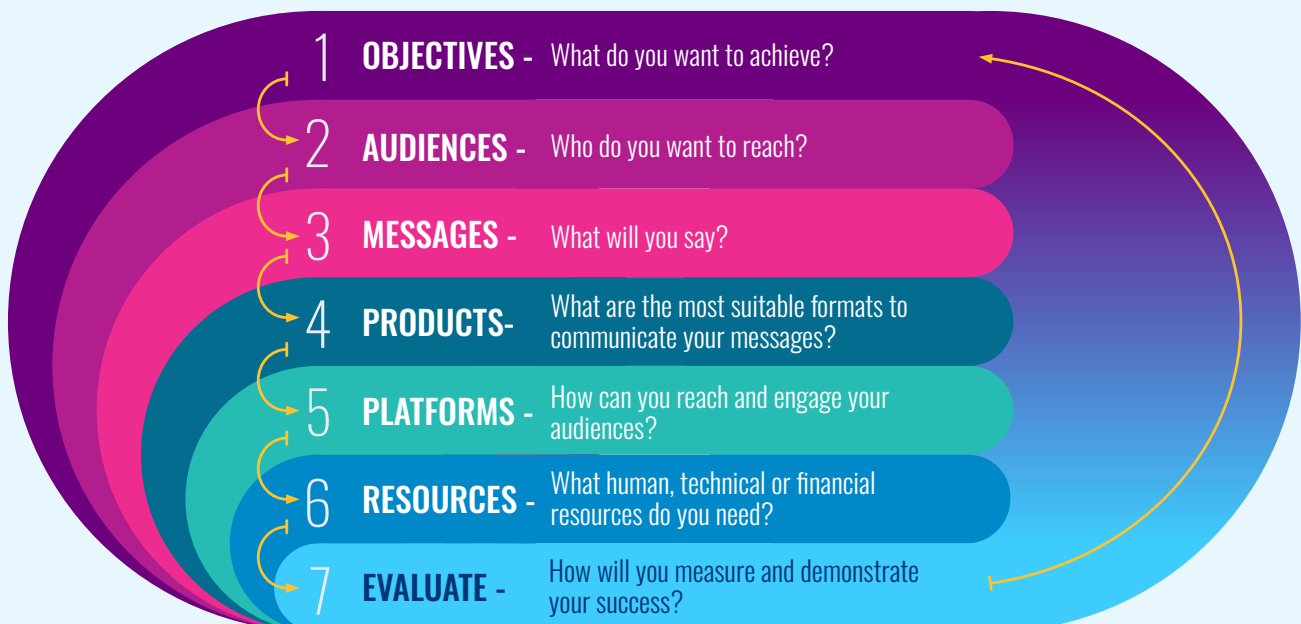 1 OBJECTIVES - What do you want to achieve?
2 AUDIENCES - Who do you want to reach?
3 MESSAGES - What will you say?
4 PRODUCTS- What are the most suitable formats to
communicate your messages?
5 PLATFORMS - How can you reach and engage your
audiences?
6 RESOURCES - What human, technical or financial
resources do you need?
7 EVALUATE - How will you measure and demonstrate
your success?